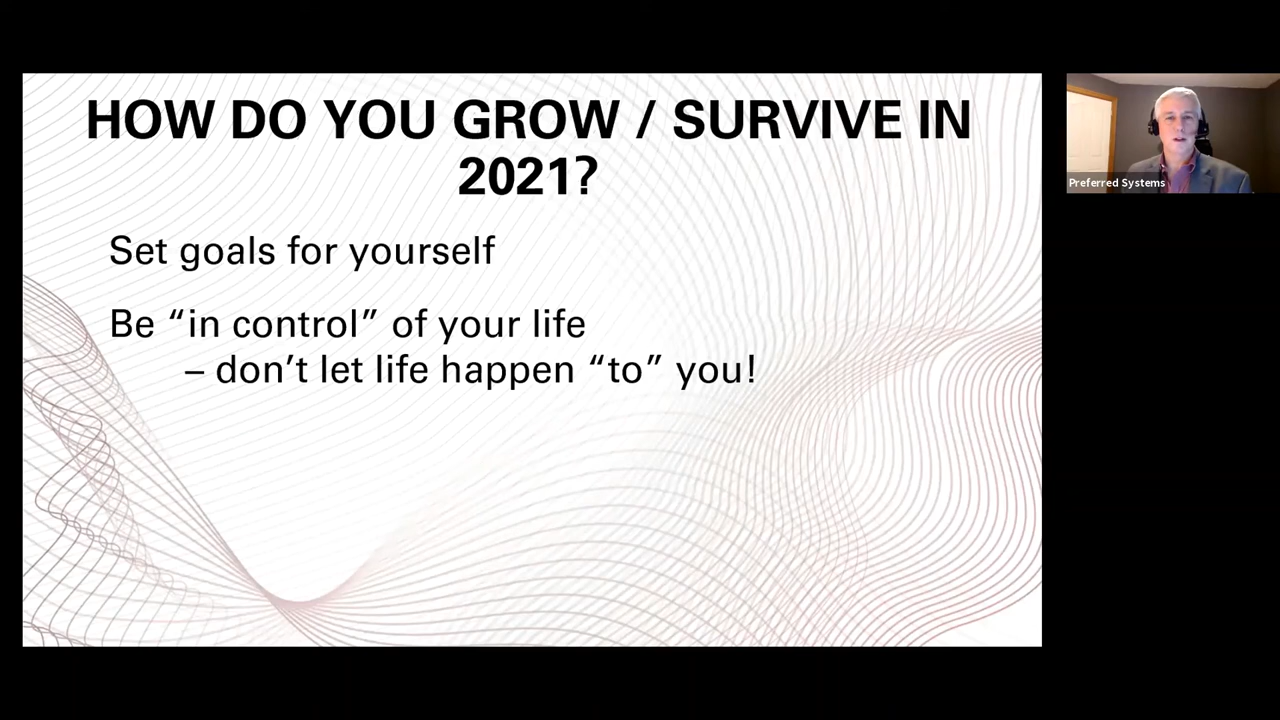 HOW DO YOU GROW / SURVIVE IN
2021?
Set goals for yourself
Be “in control” of your life
– don’t let life happen “to” you!
Preferred Systems